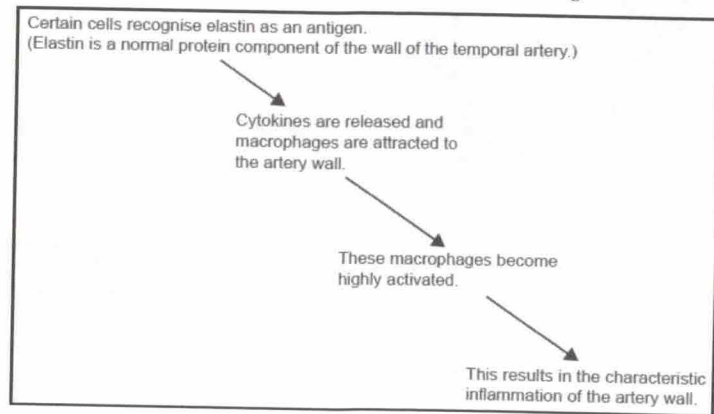 Certain cells recognise elastin as an antigen.
(Elastin is a normal protein component of the wall of the temporal artery.)
Cytokines are released and
macrophages are attracted to
the artery wall.
These macrophages become
highly activated.
This results in the characteristic
inflammation of the artery wall.